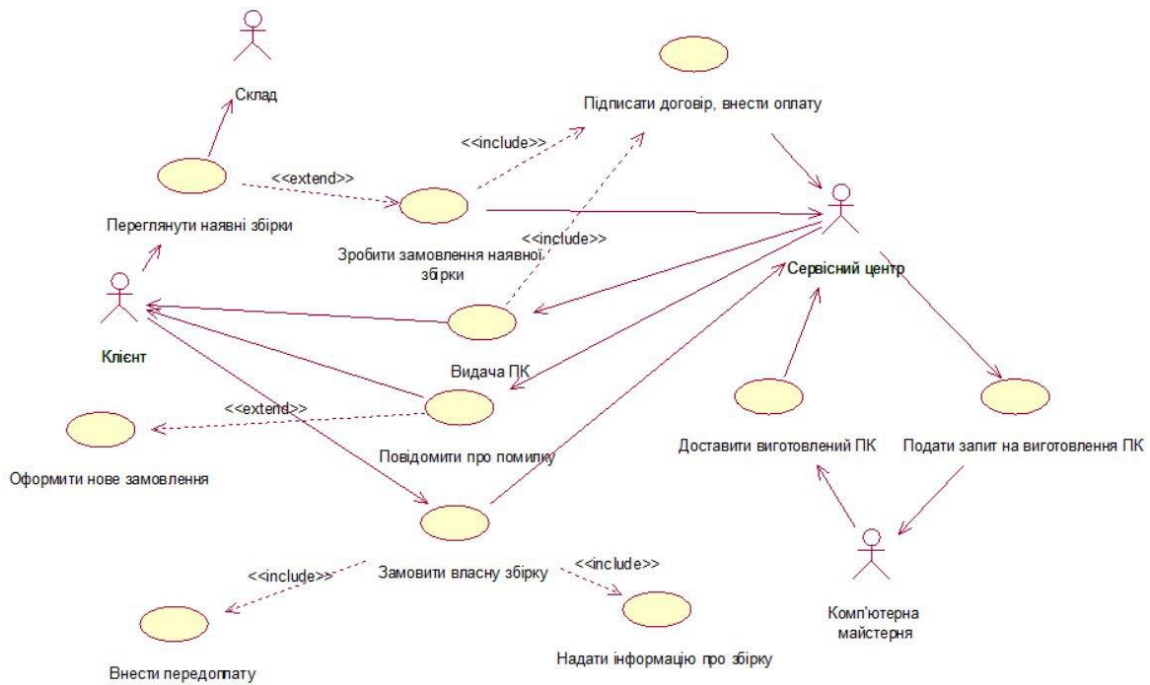 Склад
Підписати договір, внести оплату
<<include>>
<<extend>>
Переглянути наявні збірки
<<include>>
Зробити замовлення наявної
збірки
Сервісний центр
Клієнт
Видача ПК
<<extend>>
Повідомити про помилку
Доставити виготовлений ПК
Подати запит на виготовлення ПК
Оформити нове замовлення
<<include>>
Замовити власну збірку
<<include>>
Комп'ютерна
майстерня
Внести передоплату
Надати інформацію про збірку